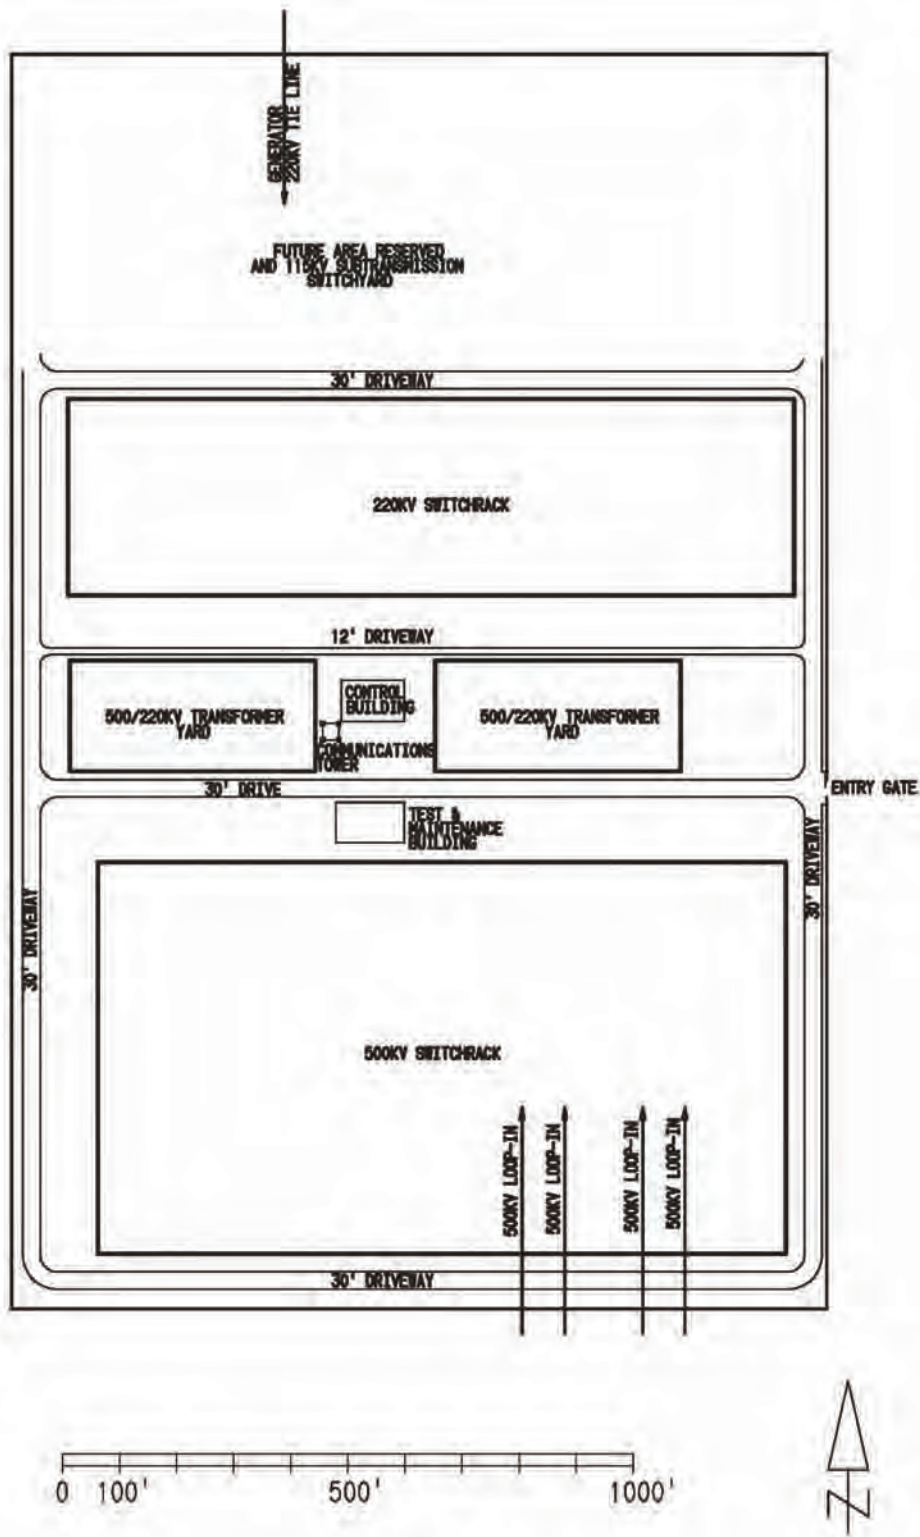 GENERATOR
220KV TIE LINE
FUTURE AREA RESERVED
AND 115KV SUBTRANSMISSION
SWITCHYARD
30' DRIVEWAY
220KV SWITCHRACK
12' DRIVEWAY
500/220KV TRANSFORMER
YARD
CONTROL
BUILDING
COMMUNICATIONS
TOWER
500/220KV TRANSFORMER
YARD
30' DRIVE
ENTRY GATE
TEST &
MAINTENANCE
BUILDING
30' DRIVEWAY
30' DRIVEWAY
500KV SWITCHRACK
500KV LOOP-IN
500KV LOOP-IN
500KV LOOP-IN
500KV LOOP-IN
30' DRIVEWAY
0 100' 500' 1000'
N